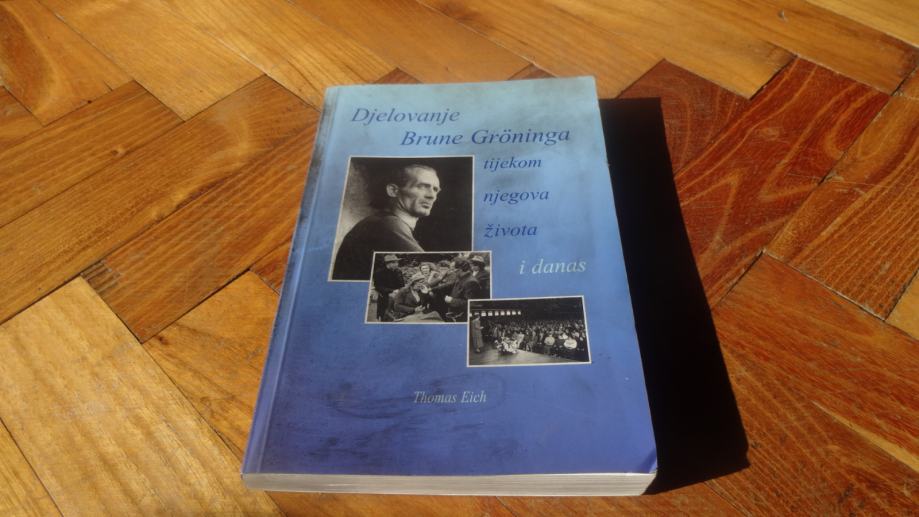 Djelovanje
Brune Gröninga
tijekom
njegova
života
i danas
Thomas Eich